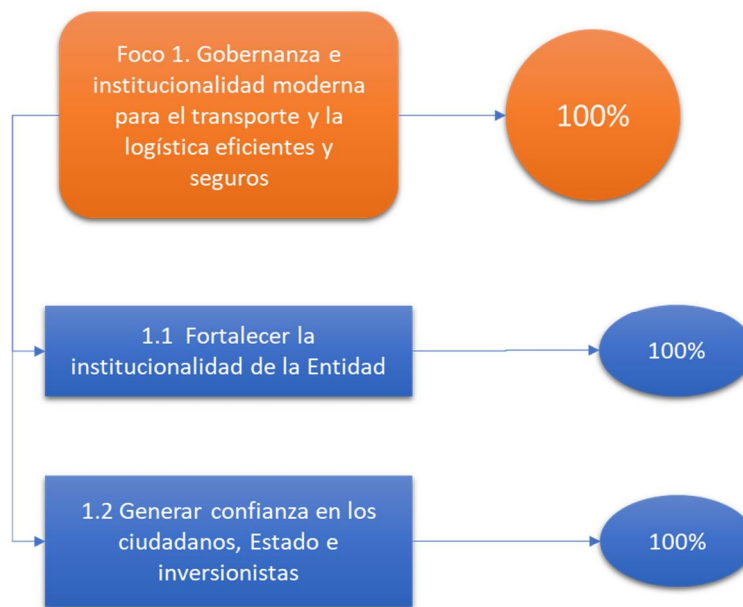 Foco 1. Gobernanza e
institucionalidad moderna
para el transporte y la
logística eficientes y
seguros
100%
1.1 Fortalecer la
institucionalidad de la Entidad
100%
1.2 Generar confianza en los
ciudadanos, Estado e
inversionistas
100%